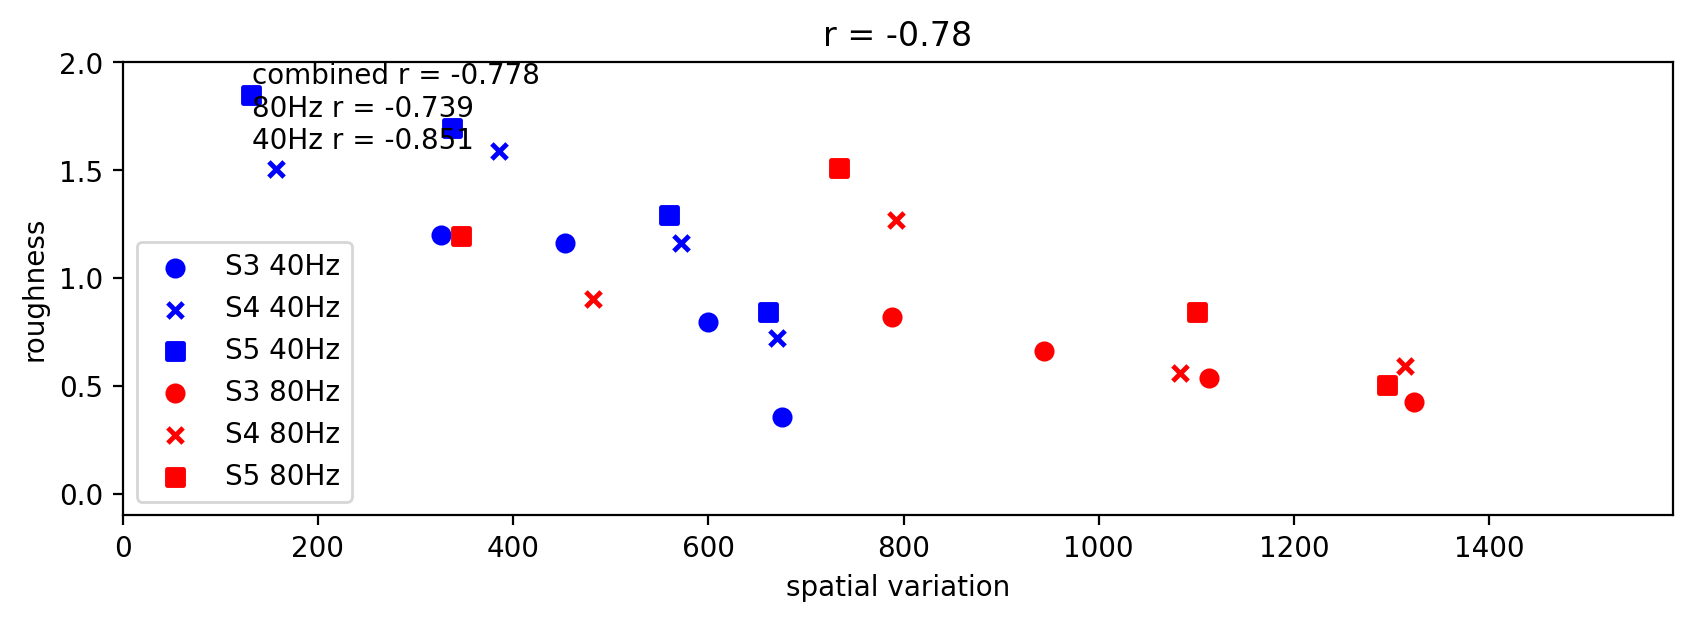 r = -0.78
combined r = -0.778
80Hz r = -0.739
40Hz r = -0.851
2.0
1.5
1.0
0.5
0.0
roughness
S3 40Hz
S4 40Hz
S5 40Hz
S3 80Hz
S4 80Hz
S5 80Hz
0 200 400 600 800 1000 1200 1400
spatial variation